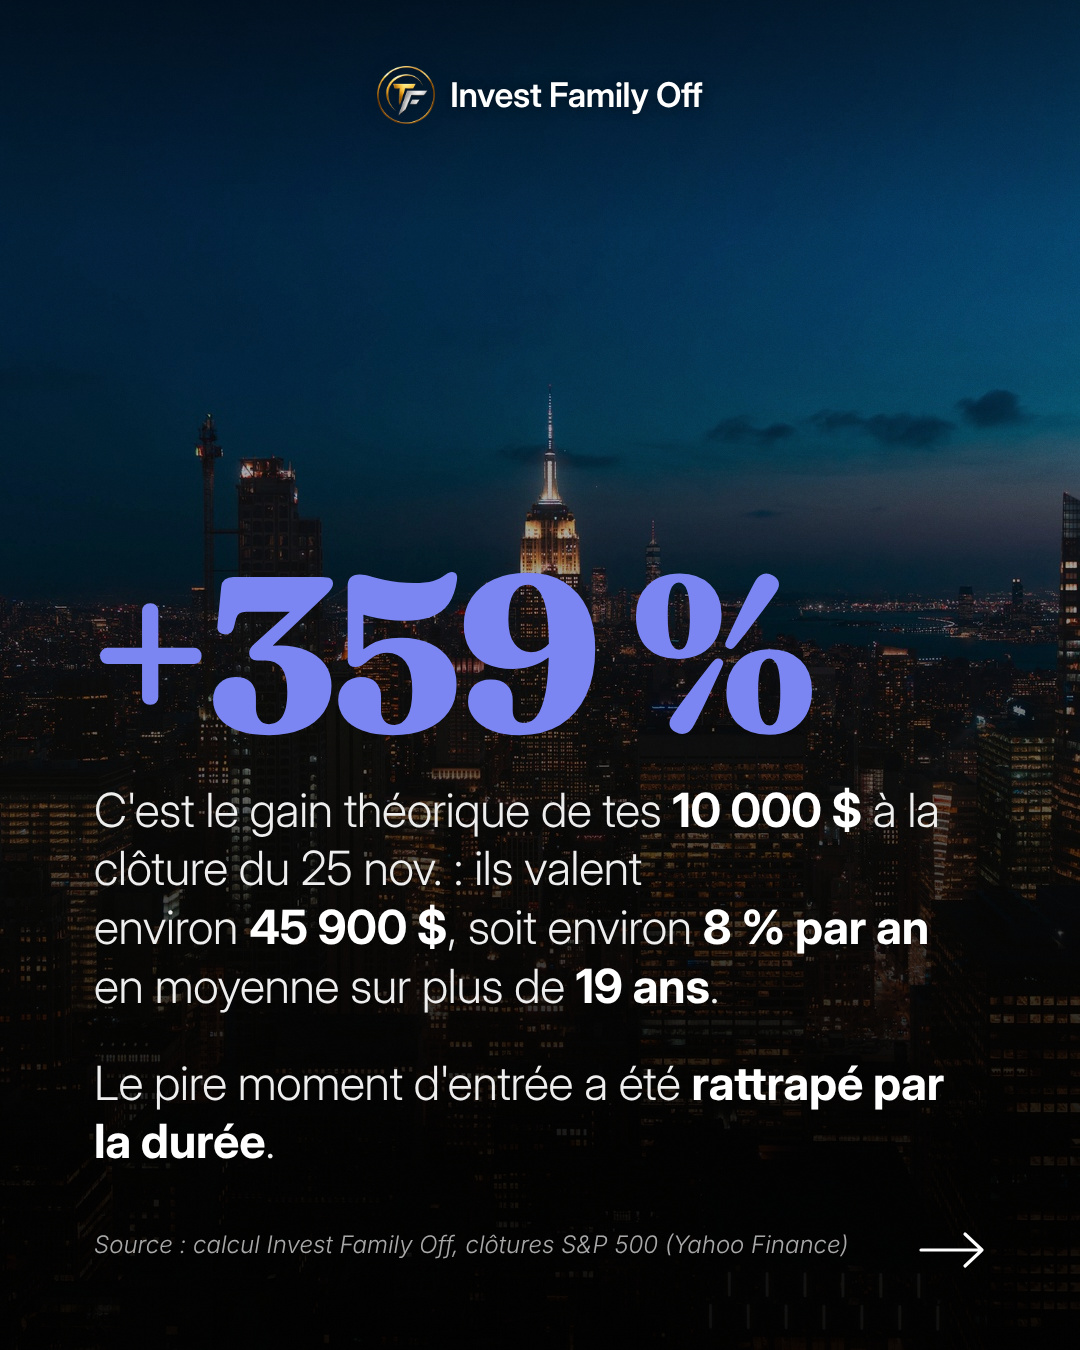 Invest Family Off
+359 %
C'est le gain théorique de tes 10 000 $ à la
clôture du 25 nov. : ils valent
environ 45 900 $, soit environ 8 % par an
en moyenne sur plus de 19 ans.
Le pire moment d'entrée a été rattrapé par
la durée.
Source : calcul Invest Family Off, clôtures S&P 500 (Yahoo Finance)